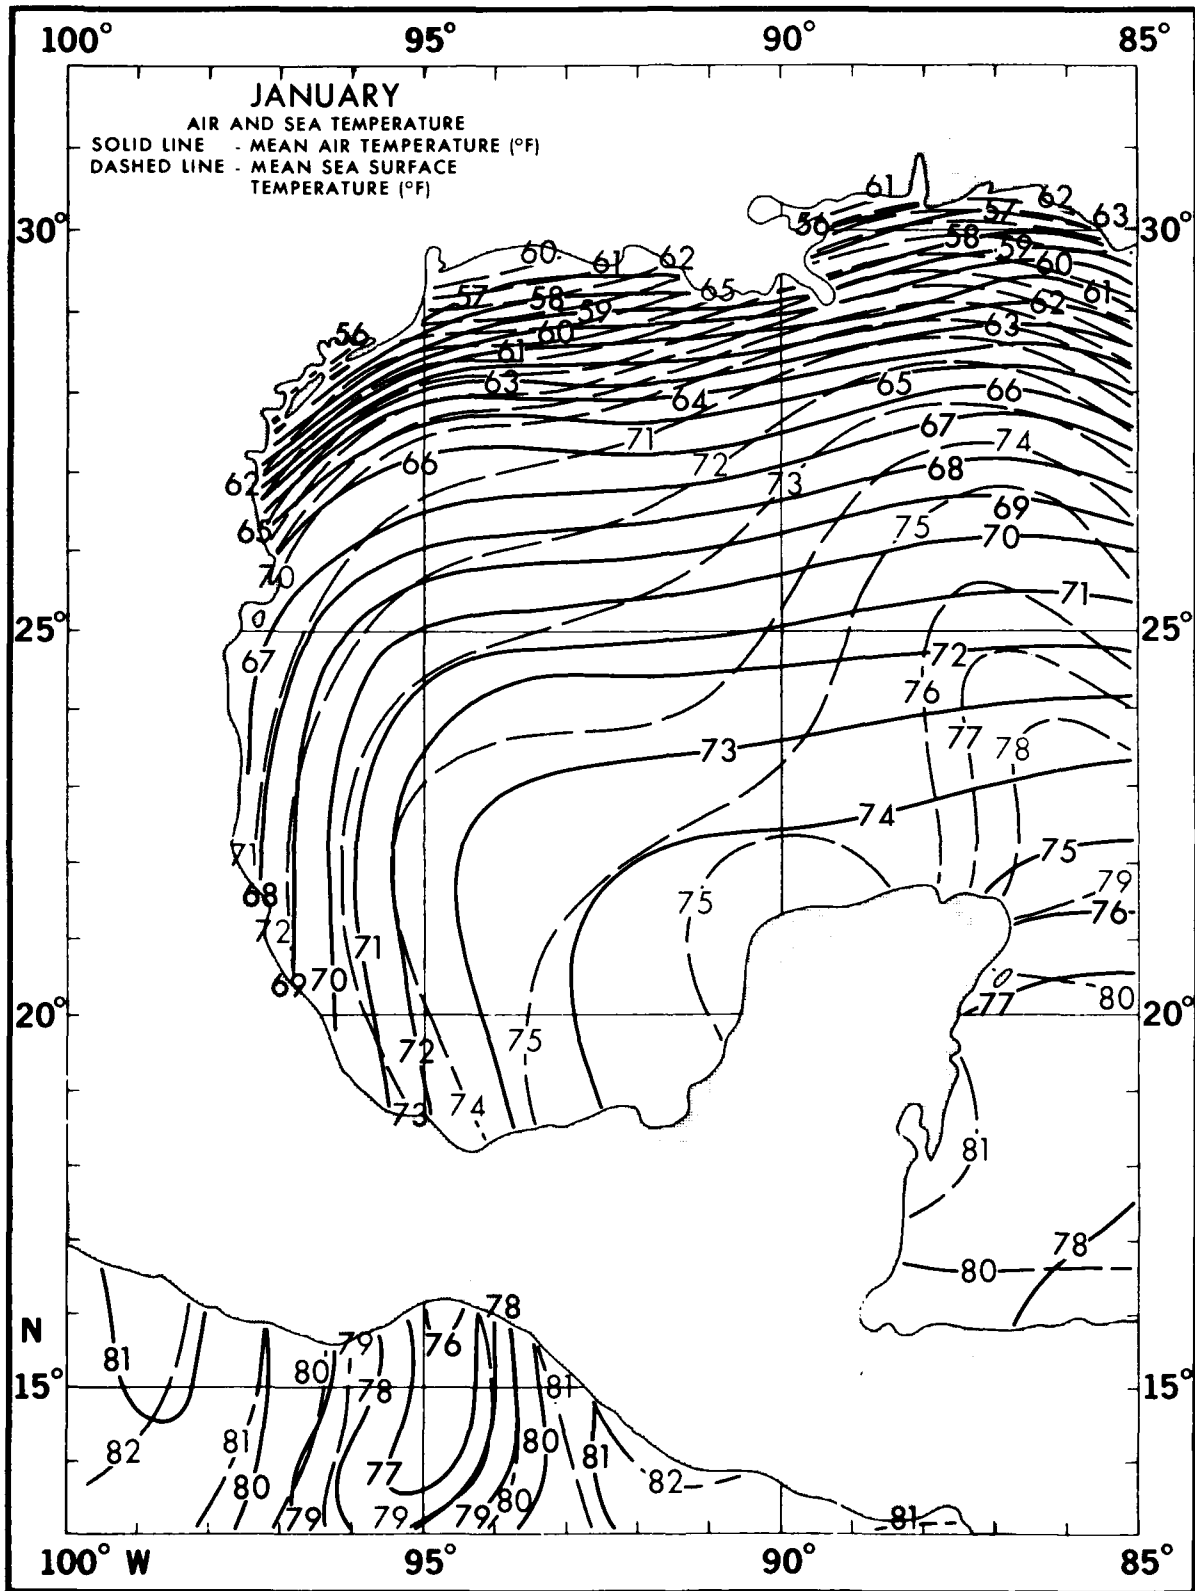 100° 95° 90° 85°
JANUARY
AIR AND SEA TEMPERATURE
SOLID LINE - MEAN AIR TEMPERATURE (°F)
DASHED LINE - MEAN SEA SURFACE
TEMPERATURE (°F)
61 62
30° 56 57 63 30°
58 59
60 61 62 60
57 58 65 61
59 62
56 60 63
61
63 64 65 66
71 67
66 72 74
62 73 68
69
65 75 70
70
71
25° 25°
67 72
76
77 78
73
74
71 75
68 75 79
72 76
71
69 70
20° 77 80 20°
72 75
73 74
81
78
80
N 78
79 76
81 80
15° 78 81 15°
82 81 80 81
77
80 80 82
79 79 79 81
100° W 95° 90° 85°